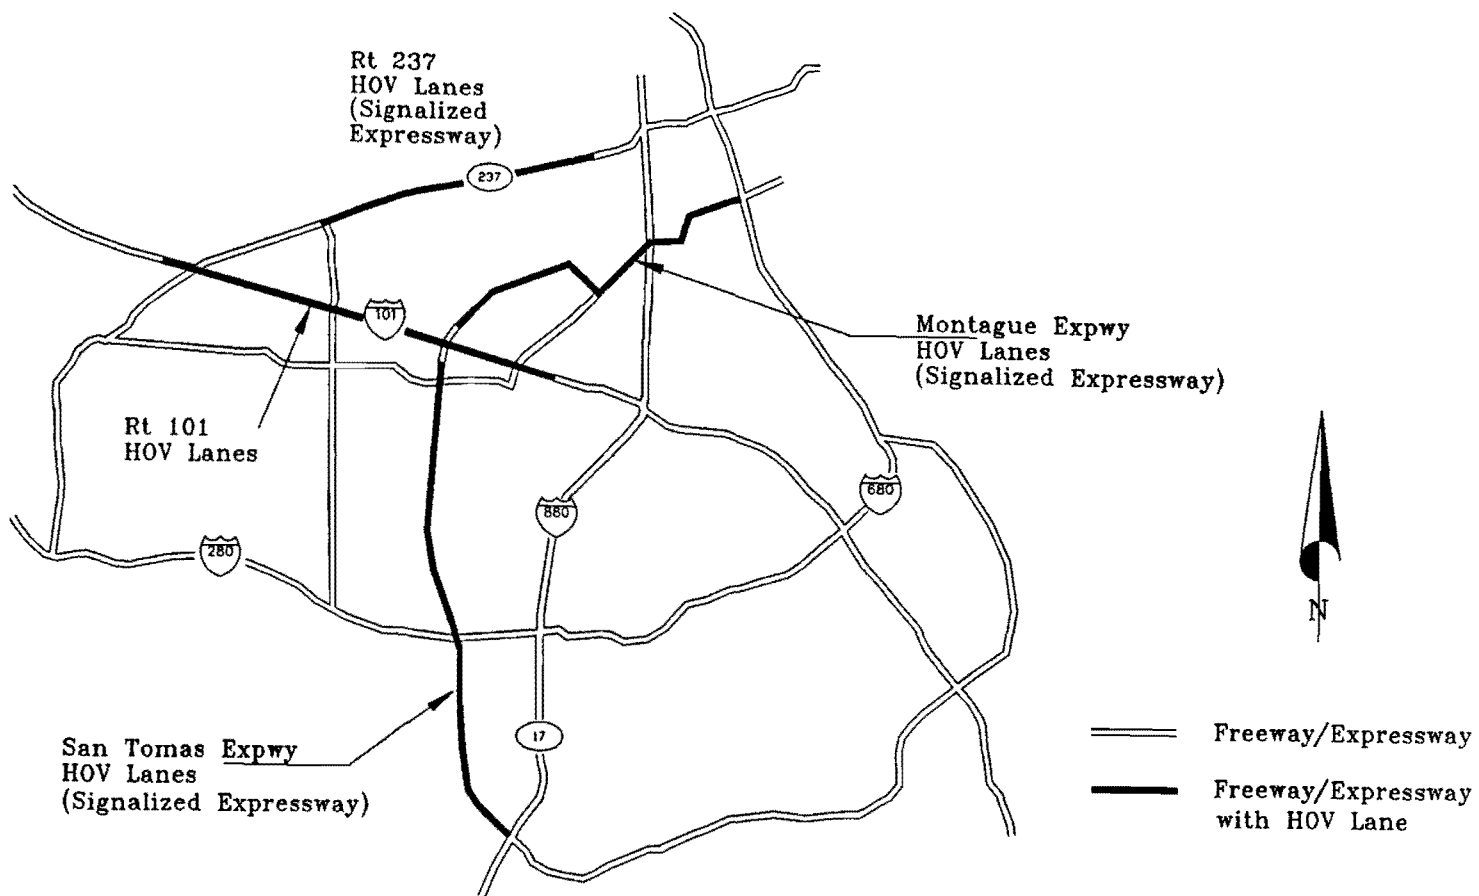 Rt 237
HOV Lanes
(Signalized
Expressway)
237
101
Montague Expwy
HOV Lanes
(Signalized Expressway)
Rt 101
HOV Lanes
680
880
280
N
17
San Tomas Expwy
HOV Lanes
(Signalized Expressway)
Freeway/Expressway
Freeway/Expressway
with HOV Lane